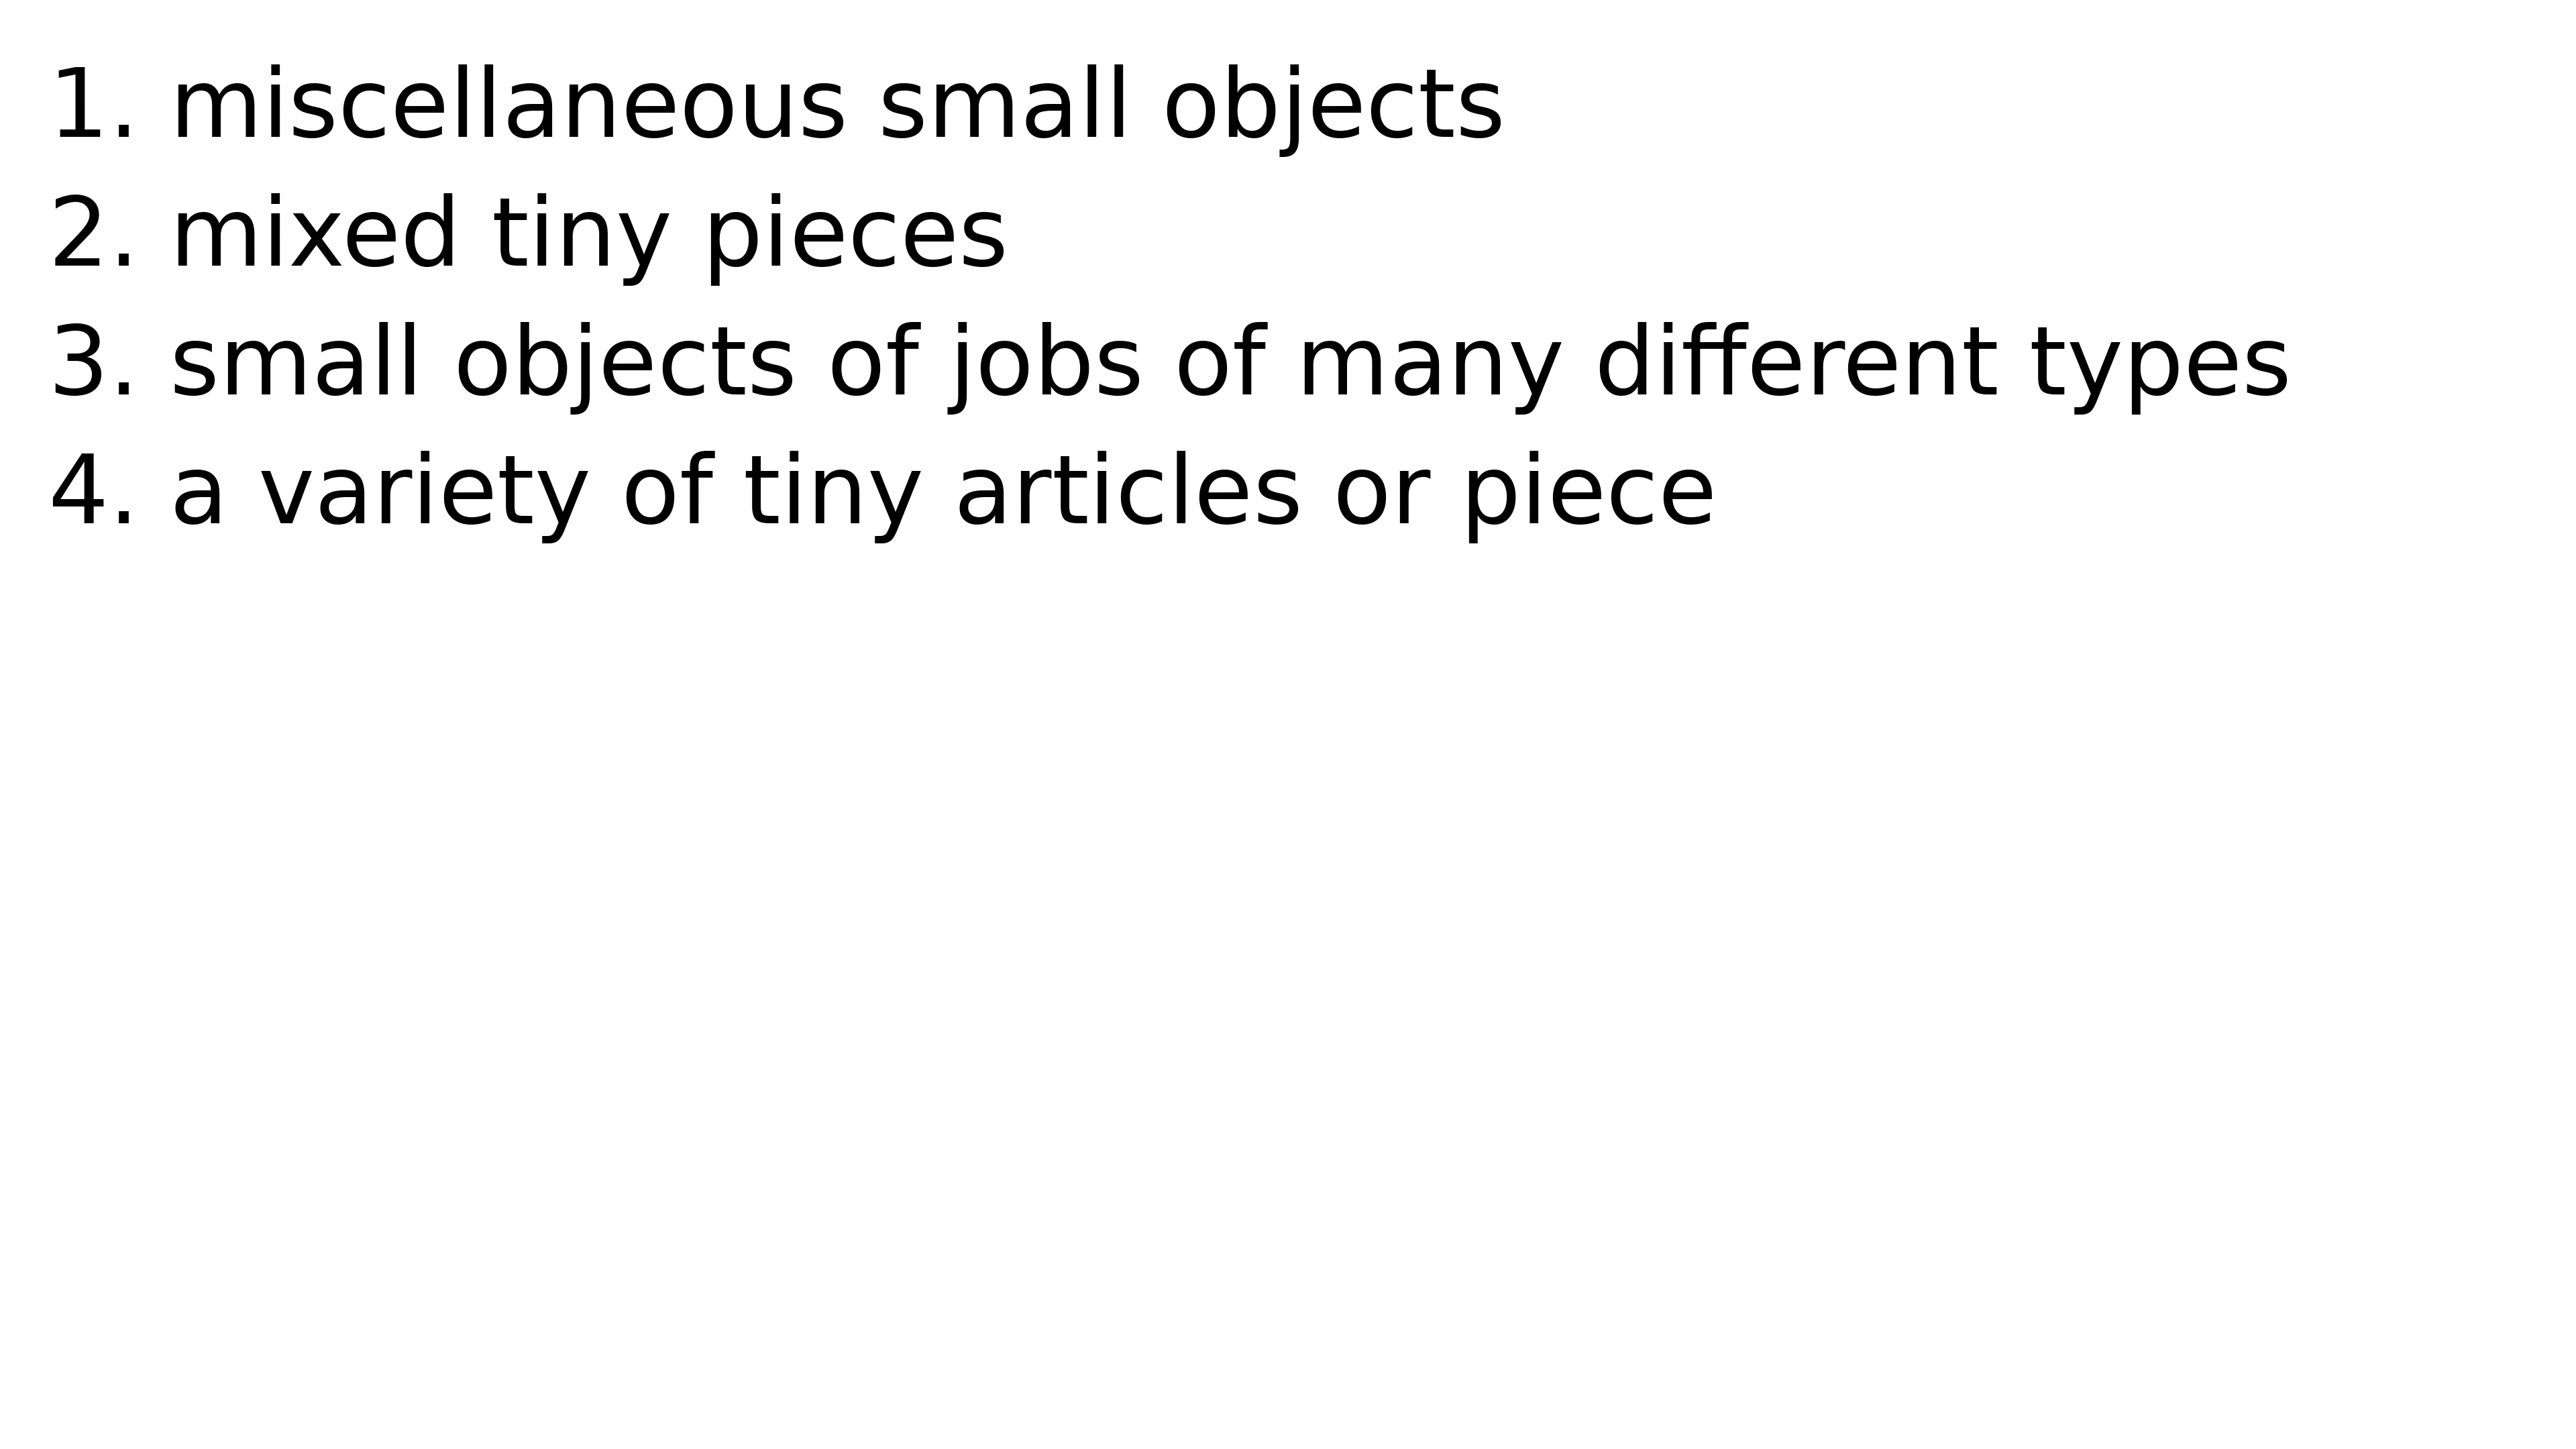 1. miscellaneous small objects
2. mixed tiny pieces
3. small objects of jobs of many different types
4. a variety of tiny articles or piece